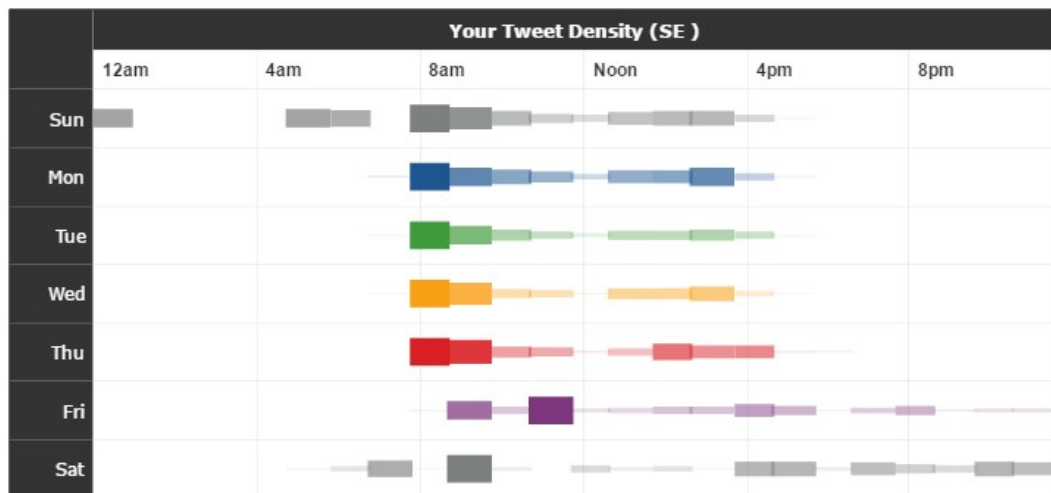 Your Tweet Density (SE )
12am 4am 8am Noon 4pm 8pm
Sun
Mon
Tue
Wed
Thu
Fri
Sat